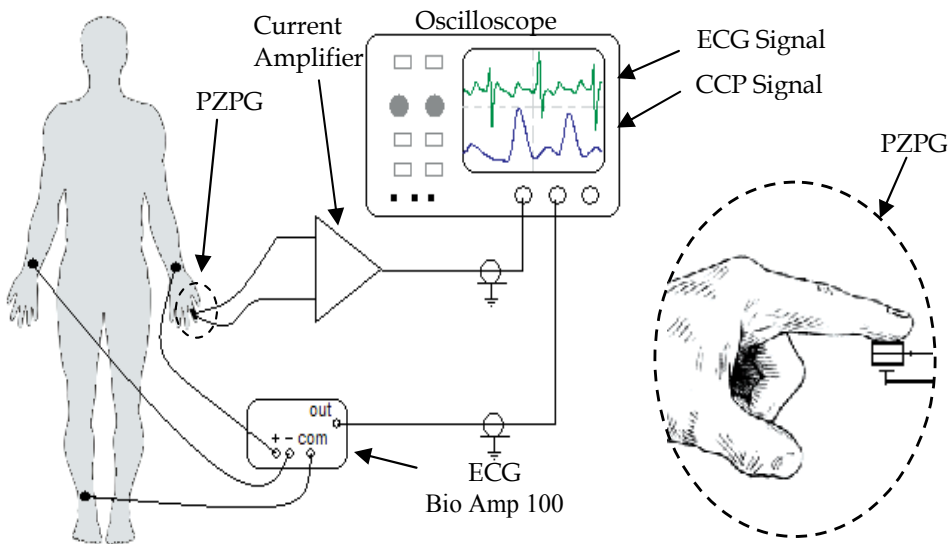 Current
Amplifier
Oscilloscope
ECG Signal
CCP Signal
PZPG
PZPG
out
+ - com
ECG
Bio Amp 100